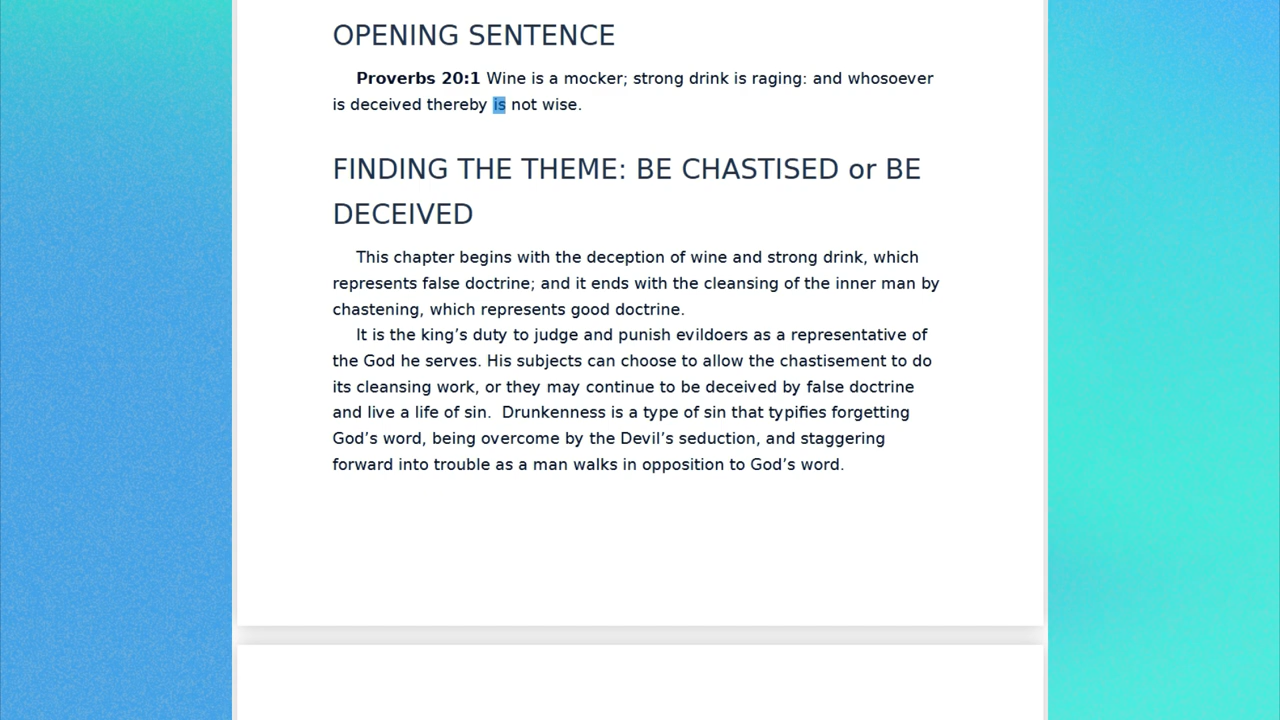 OPENING SENTENCE
Proverbs 20:1 Wine is a mocker; strong drink is raging: and whosoever
is deceived thereby is not wise.
FINDING THE THEME: BE CHASTISED or BE
DECEIVED
This chapter begins with the deception of wine and strong drink, which
represents false doctrine; and it ends with the cleansing of the inner man by
chastening, which represents good doctrine.
It is the king’s duty to judge and punish evildoers as a representative of
the God he serves. His subjects can choose to allow the chastisement to do
its cleansing work, or they may continue to be deceived by false doctrine
and live a life of sin.  Drunkenness is a type of sin that typifies forgetting
God’s word, being overcome by the Devil’s seduction, and staggering
forward into trouble as a man walks in opposition to God’s word.